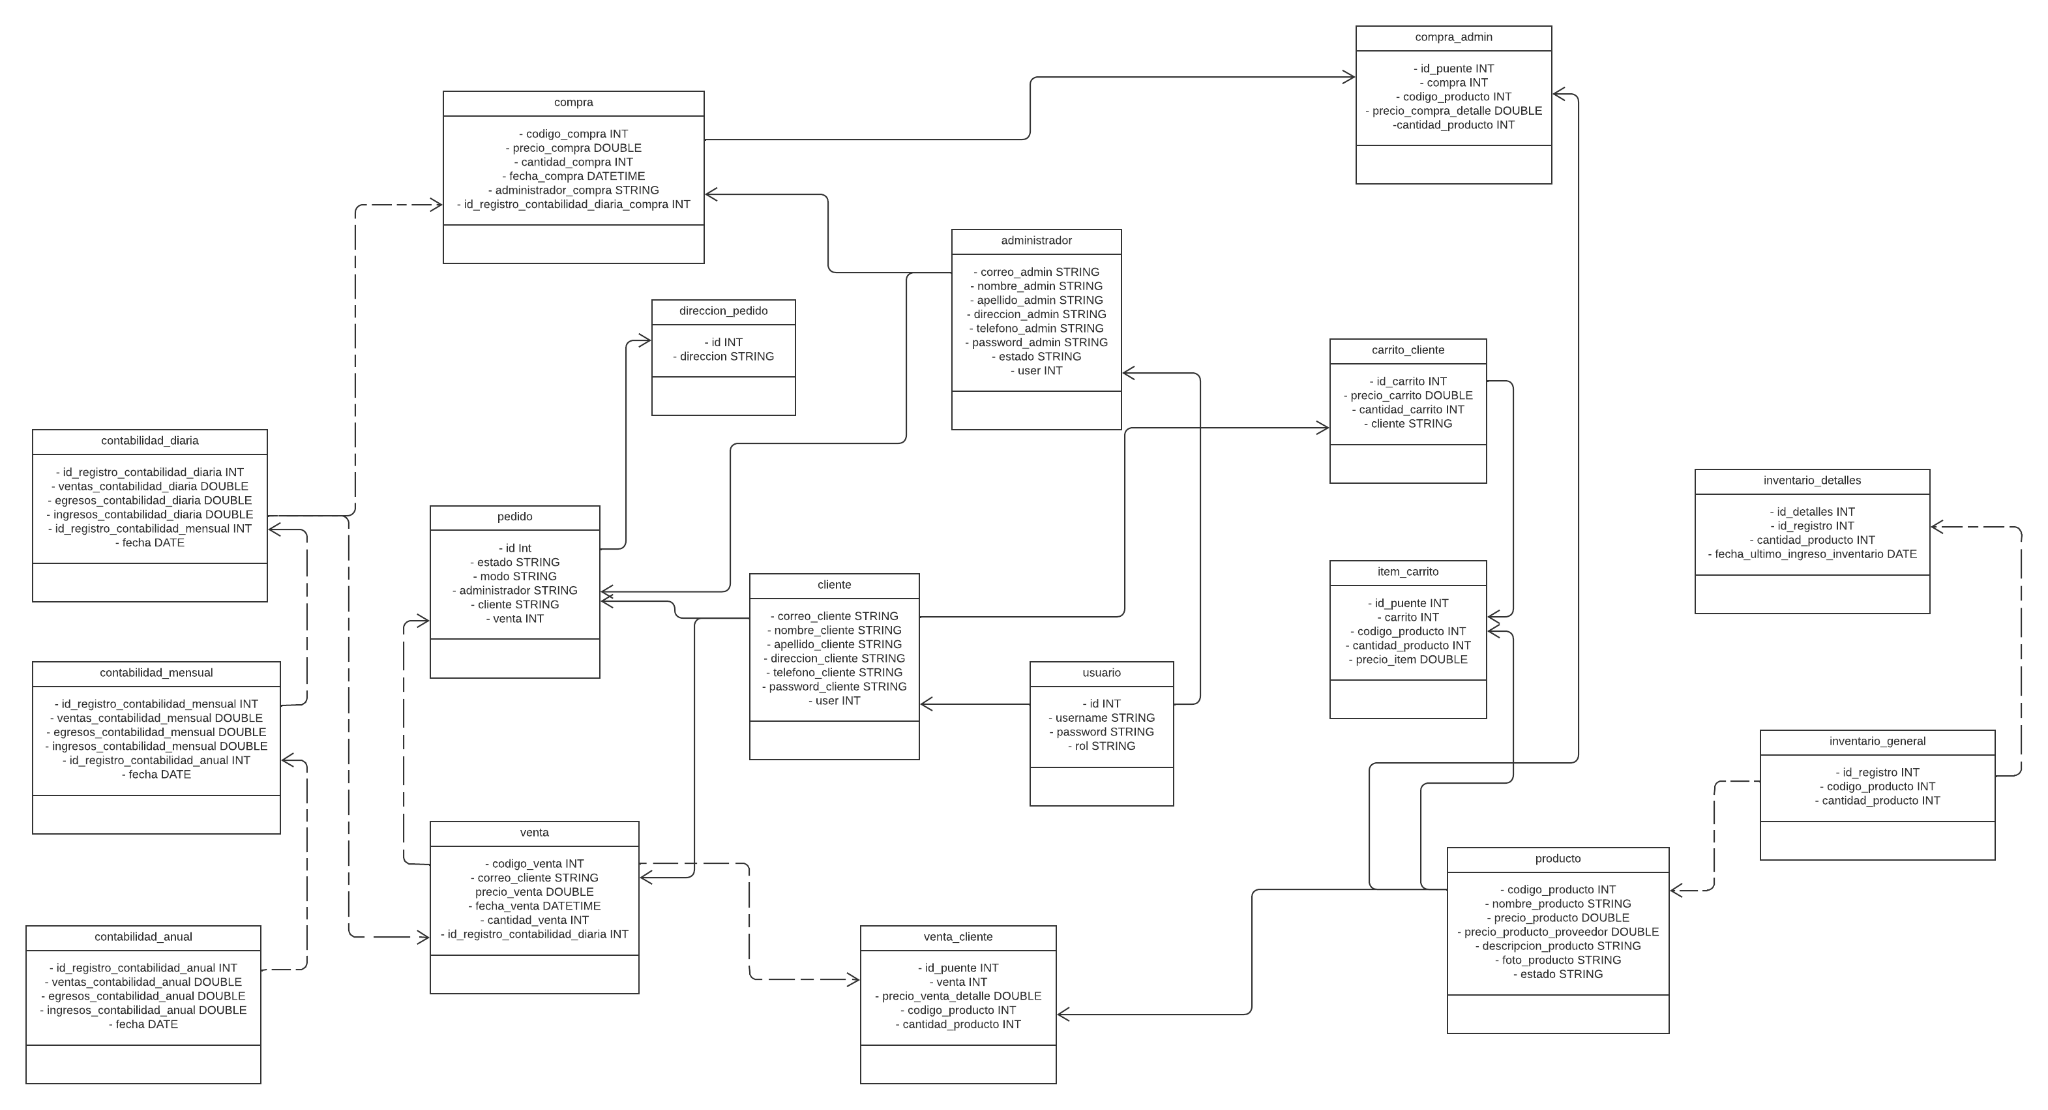 compra_admin
- id_puente INT
- compra INT
- codigo_producto INT
- precio_compra_detalle DOUBLE
-cantidad_producto INT
compra
- codigo_compra INT
- precio_compra DOUBLE
- cantidad_compra INT
- fecha_compra DATETIME
- administrador_compra STRING
- id_registro_contabilidad_diaria_compra INT
administrador
- correo_admin STRING
- nombre_admin STRING
- apellido_admin STRING
- direccion_admin STRING
- telefono_admin STRING
- password_admin STRING
- estado STRING
- user INT
direccion_pedido
- id INT
- direccion STRING
carrito_cliente
- id_carrito INT
- precio_carrito DOUBLE
- cantidad_carrito INT
- cliente STRING
contabilidad_diaria
- id_registro_contabilidad_diaria INT
- ventas_contabilidad_diaria DOUBLE
- egresos_contabilidad_diaria DOUBLE
- ingresos_contabilidad_diaria DOUBLE
- id_registro_contabilidad_mensual INT
- fecha DATE
inventario_detalles
- id_detalles INT
- id_registro INT
- cantidad_producto INT
- fecha_ultimo_ingreso_inventario DATE
pedido
- id Int
- estado STRING
- modo STRING
- administrador STRING
- cliente STRING
- venta INT
item_carrito
- id_puente INT
- carrito INT
- codigo_producto INT
- cantidad_producto INT
- precio_item DOUBLE
cliente
- correo_cliente STRING
- nombre_cliente STRING
- apellido_cliente STRING
- direccion_cliente STRING
- telefono_cliente STRING
- password_cliente STRING
- user INT
contabilidad_mensual
- id_registro_contabilidad_mensual INT
- ventas_contabilidad_mensual DOUBLE
- egresos_contabilidad_mensual DOUBLE
- ingresos_contabilidad_mensual DOUBLE
- id_registro_contabilidad_anual INT
- fecha DATE
usuario
- id INT
- username STRING
- password STRING
- rol STRING
inventario_general
- id_registro INT
- codigo_producto INT
- cantidad_producto INT
venta
- codigo_venta INT
- correo_cliente STRING
precio_venta DOUBLE
- fecha_venta DATETIME
- cantidad_venta INT
- id_registro_contabilidad_diaria INT
producto
- codigo_producto INT
- nombre_producto STRING
- precio_producto DOUBLE
- precio_producto_proveedor DOUBLE
- descripcion_producto STRING
- foto_producto STRING
- estado STRING
contabilidad_anual
- id_registro_contabilidad_anual INT
- ventas_contabilidad_anual DOUBLE
- egresos_contabilidad_anual DOUBLE
- ingresos_contabilidad_anual DOUBLE
- fecha DATE
venta_cliente
- id_puente INT
- venta INT
- precio_venta_detalle DOUBLE
- codigo_producto INT
- cantidad_producto INT